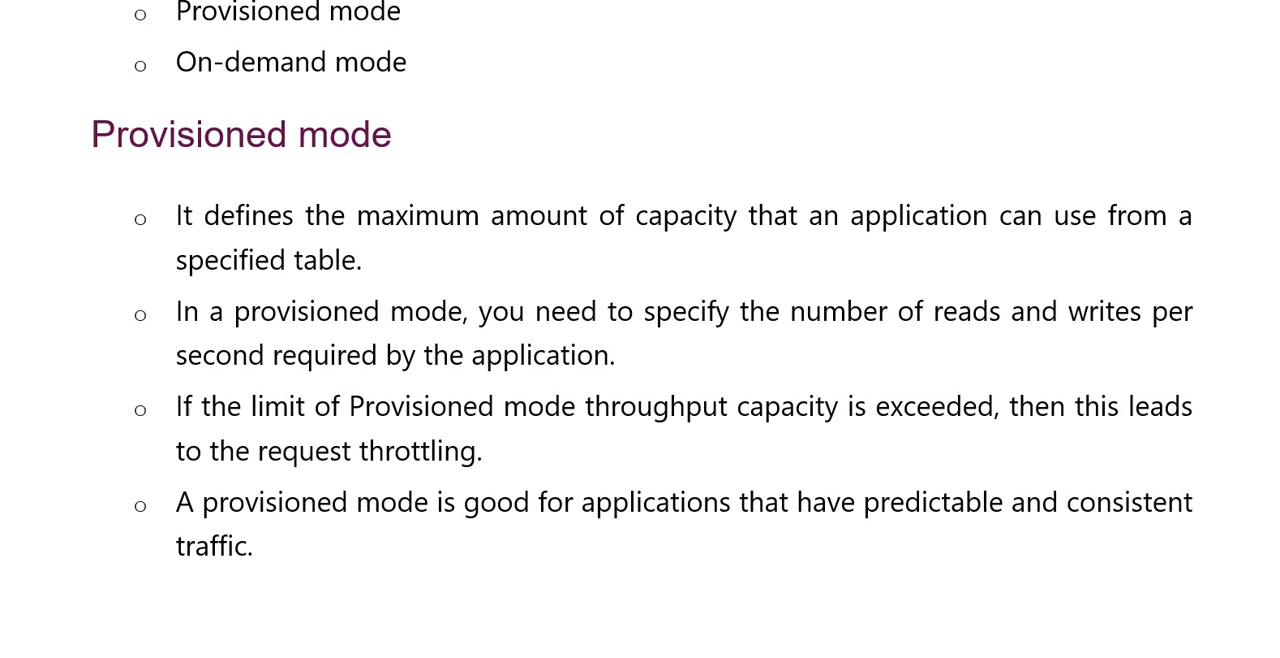 Provisioned mode
On-demand mode
Provisioned mode
It defines the maximum amount of capacity that an application can use from a
specified table.
In a provisioned mode, you need to specify the number of reads and writes per
second required by the application.
If the limit of Provisioned mode throughput capacity is exceeded, then this leads
to the request throttling.
A provisioned mode is good for applications that have predictable and consistent
traffic.